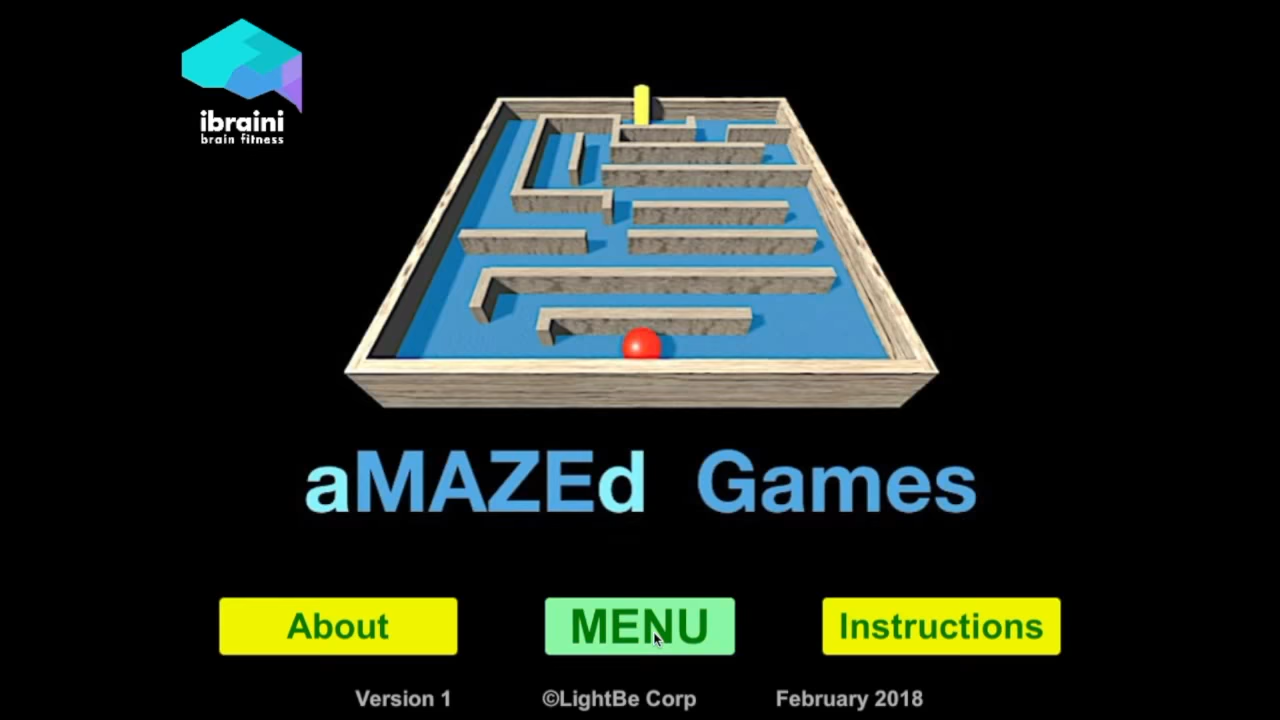 ibraini
brain fitness
aMAZEd Games
About
MENU
Instructions
Version 1
©LightBe Corp
February 2018